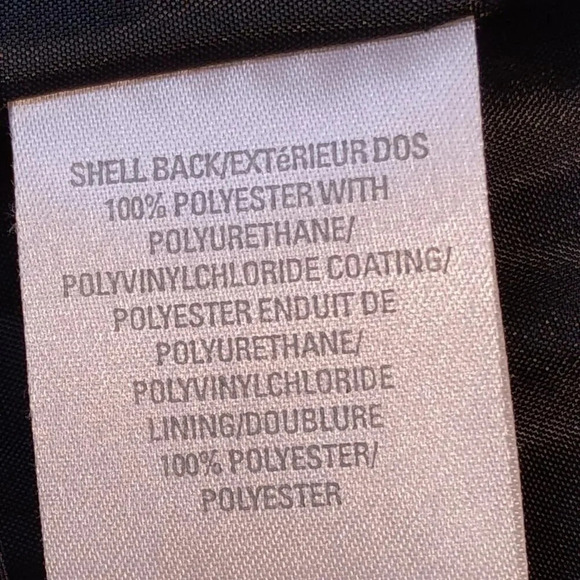 SHELL BACK/EXTéRIEUR DOS
100% POLYESTER WITH
POLYURETHANE/
POLYVINYLCHLORIDE COATING/
POLYESTER ENDUIT DE
POLYURETHANE/
POLYVINYLCHLORIDE
LINING/DOUBLURE
100% POLYESTER/
POLYESTER